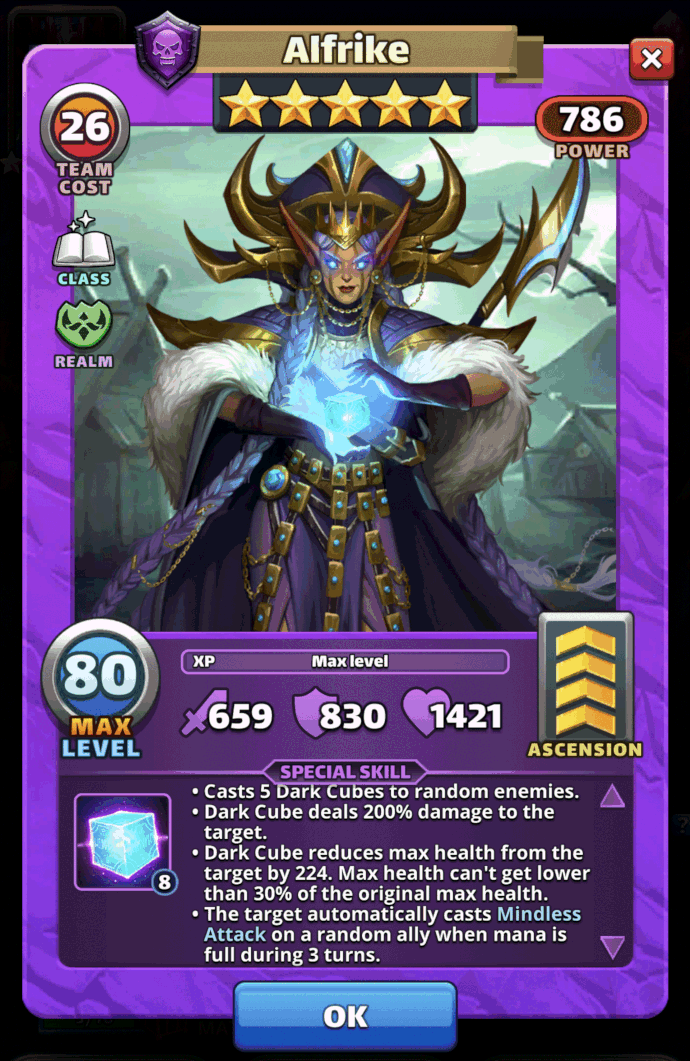 Alfrike
26
TEAM
COST
786
POWER
CLASS
REALM
80
MAX
LEVEL
XP Max level
659 830 1421
ASCENSION
SPECIAL SKILL
• Casts 5 Dark Cubes to random enemies.
• Dark Cube deals 200% damage to the
target.
• Dark Cube reduces max health from the
target by 224. Max health can't get lower
than 30% of the original max health.
• The target automatically casts Mindless
Attack on a random ally when mana is
full during 3 turns.
8
OK